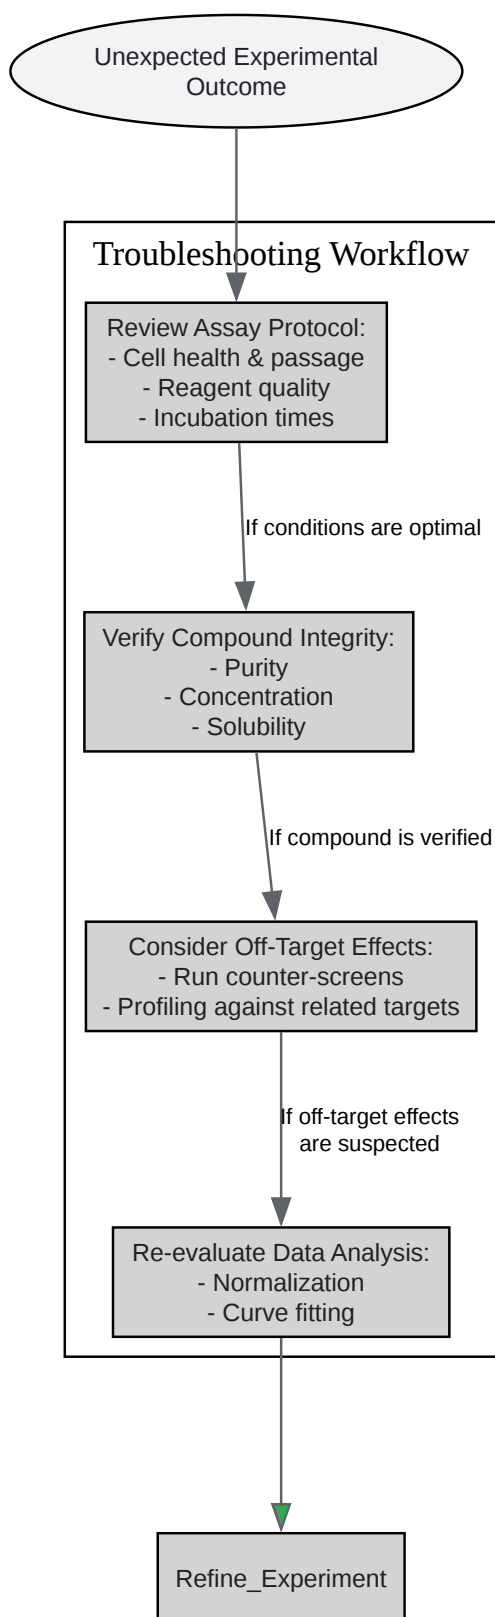 Unexpected Experimental
Outcome
Troubleshooting Workflow
Review Assay Protocol:
- Cell health & passage
- Reagent quality
- Incubation times
If conditions are optimal
Verify Compound Integrity:
- Purity
- Concentration
- Solubility
If compound is verified
Consider Off-Target Effects:
- Run counter-screens
- Profiling against related targets
If off-target effects
are suspected
Re-evaluate Data Analysis:
- Normalization
- Curve fitting
Refine_Experiment